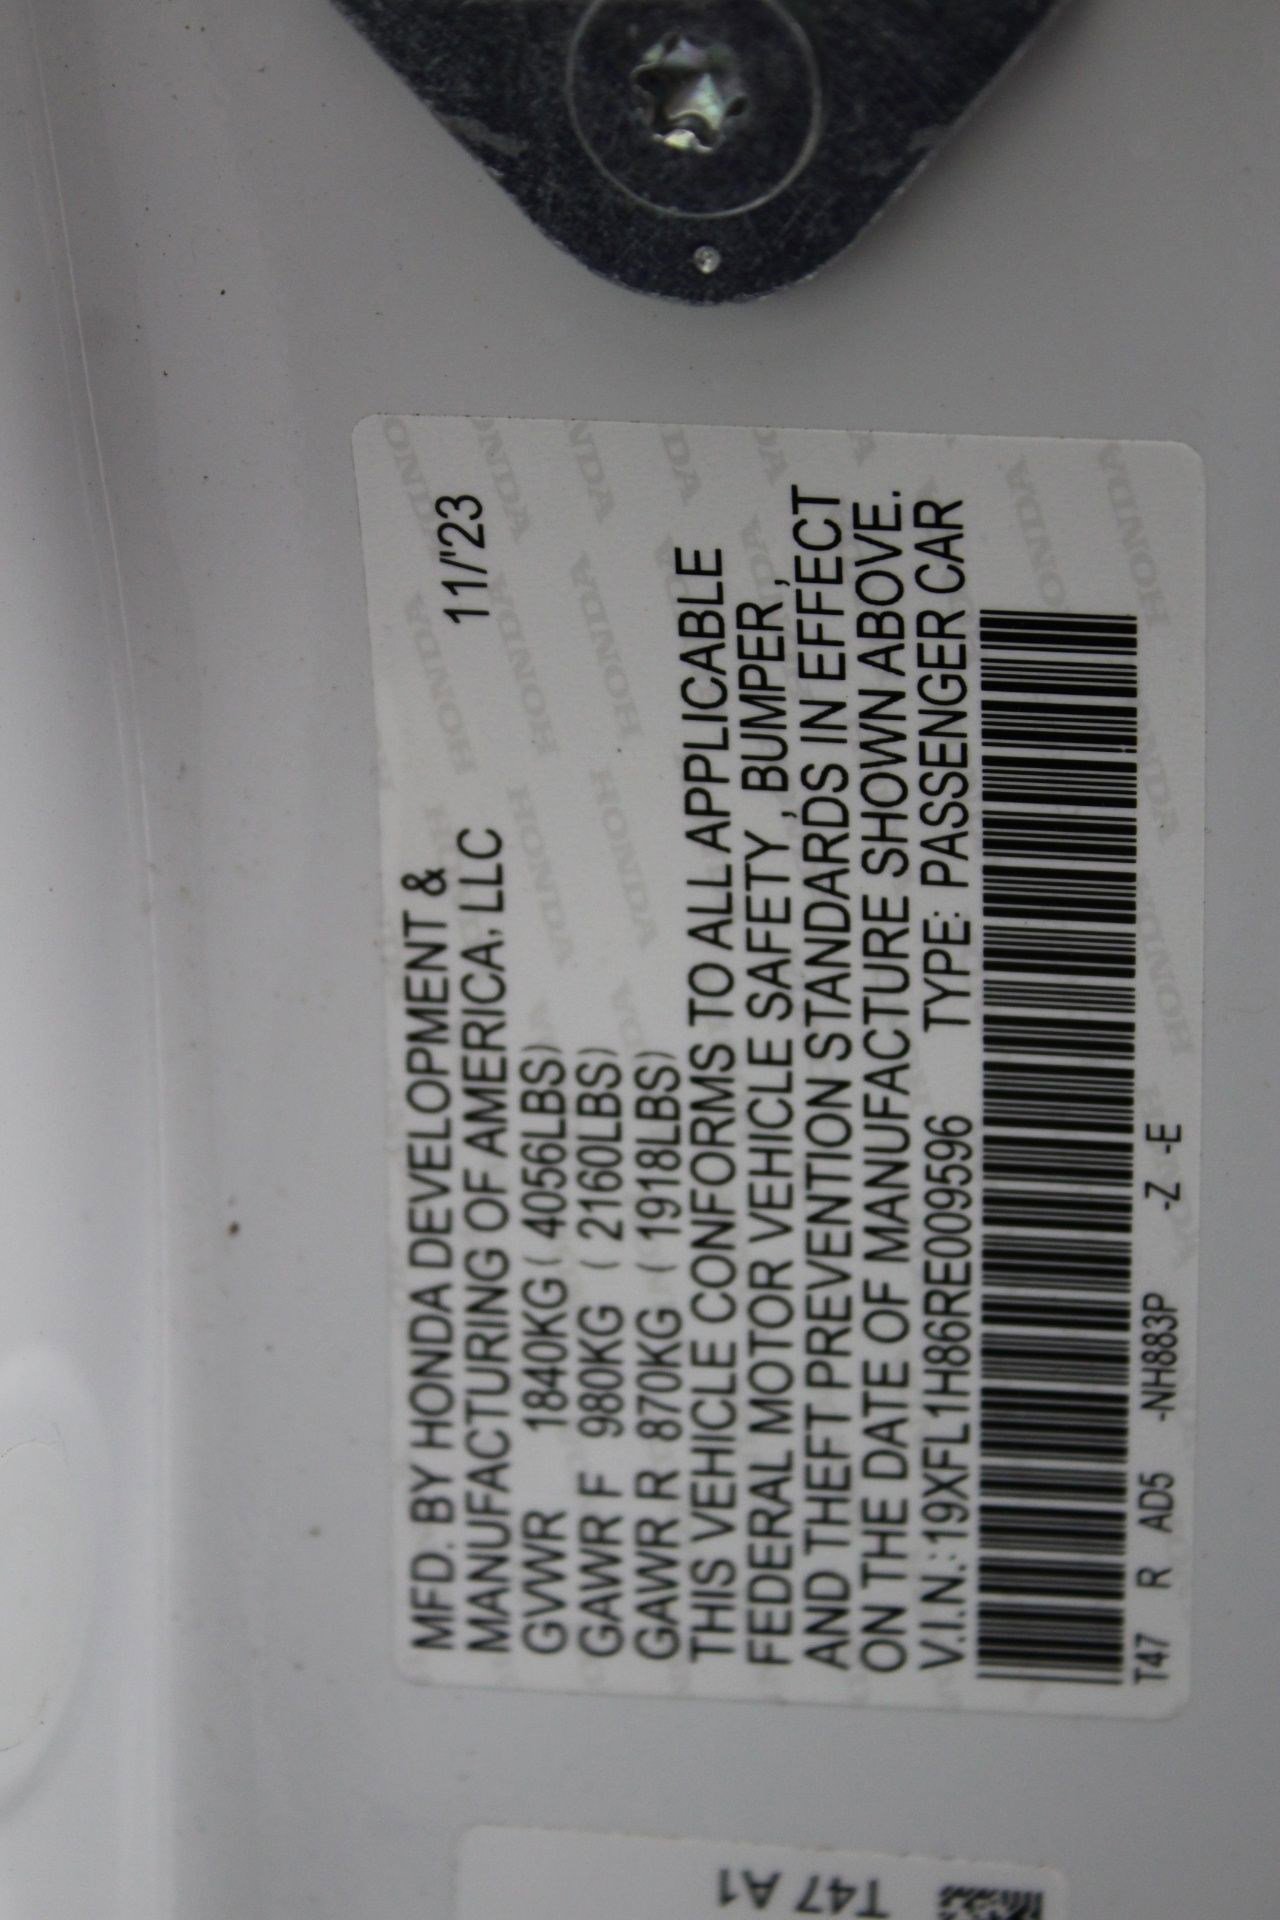 MFD. BY HONDA DEVELOPMENT &
MANUFACTURING OF AMERICA, LLC 11/'23
GVWR 1840KG ( 4056LBS)
GAWR F 980KG ( 2160LBS)
GAWR R 870KG ( 1918LBS)
THIS VEHICLE CONFORMS TO ALL APPLICABLE
FEDERAL MOTOR VEHICLE SAFETY , BUMPER ,
AND THEFT PREVENTION STANDARDS IN EFFECT
ON THE DATE OF MANUFACTURE SHOWN ABOVE.
V.I.N.: 19XFL1H86RE009596 TYPE: PASSENGER CAR
T47 R AD5 -NH883P -Z -E
T47 A1